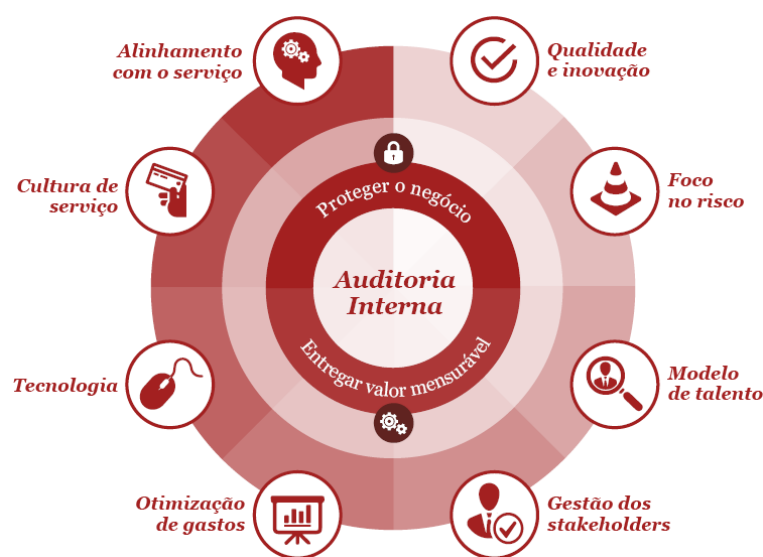 Alinhamento
com o serviço
Qualidade
e inovação
Cultura de
serviço
Foco
no risco
Proteger o negócio
Auditoria
Interna
Entregar valor mensurável
Tecnologia
Modelo
de talento
Otimização
de gastos
Gestão dos
stakeholders